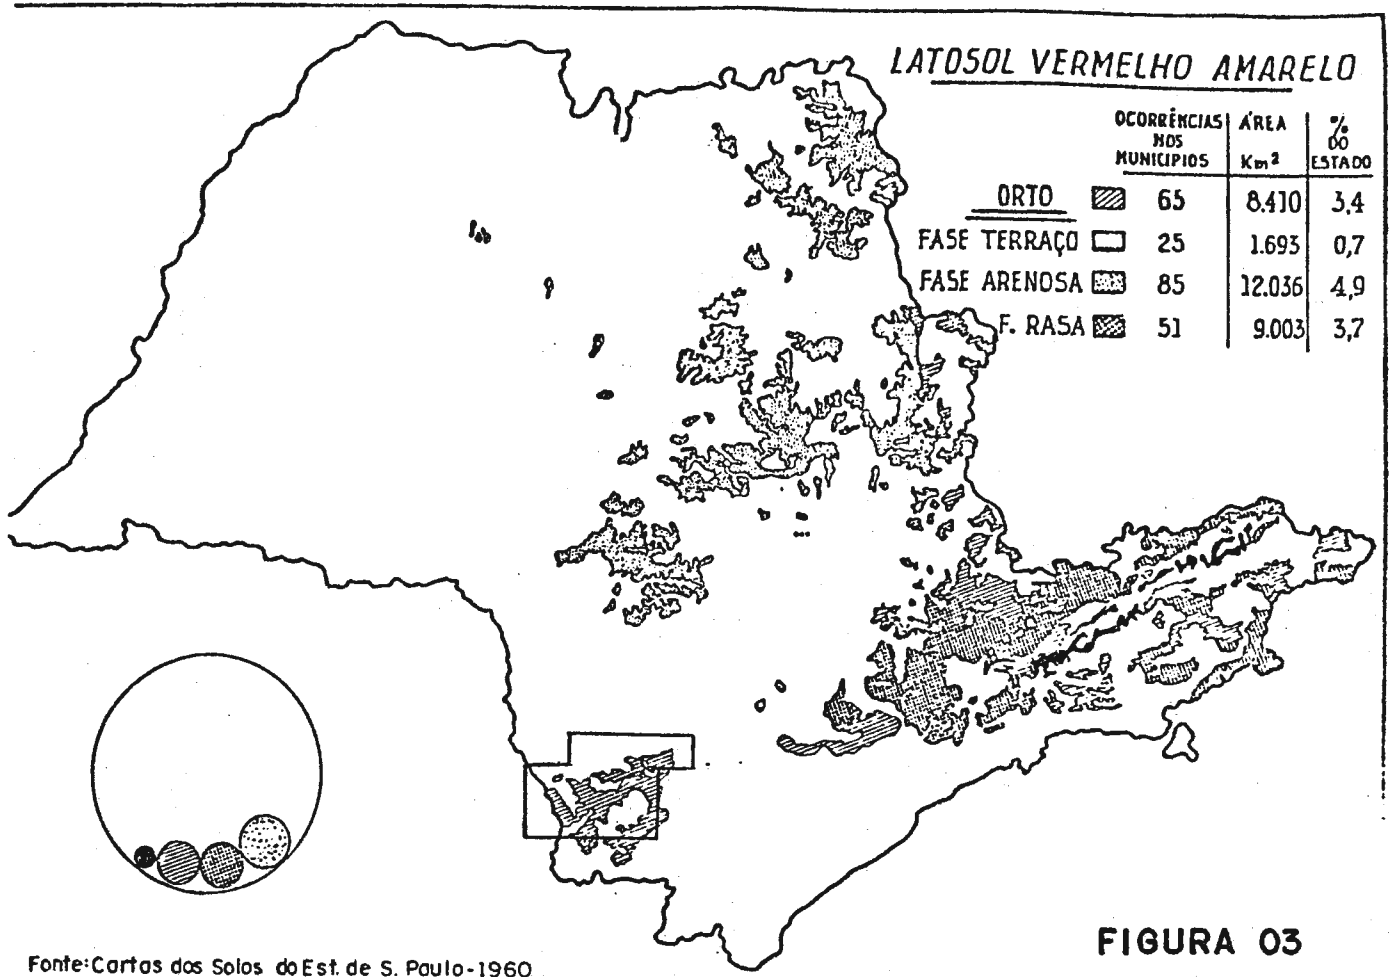 LATOSOL VERMELHO AMARELO
OCORRÊNCIAS NOS MUNICIPIOS ÁREA Km² % DO ESTADO
ORTO 65 8.410 3,4
FASE TERRAÇO 25 1.693 0,7
FASE ARENOSA 85 12.036 4,9
F. RASA 51 9.003 3,7
FIGURA 03
Fonte: Cartas dos Solos do Est. de S. Paulo-1960